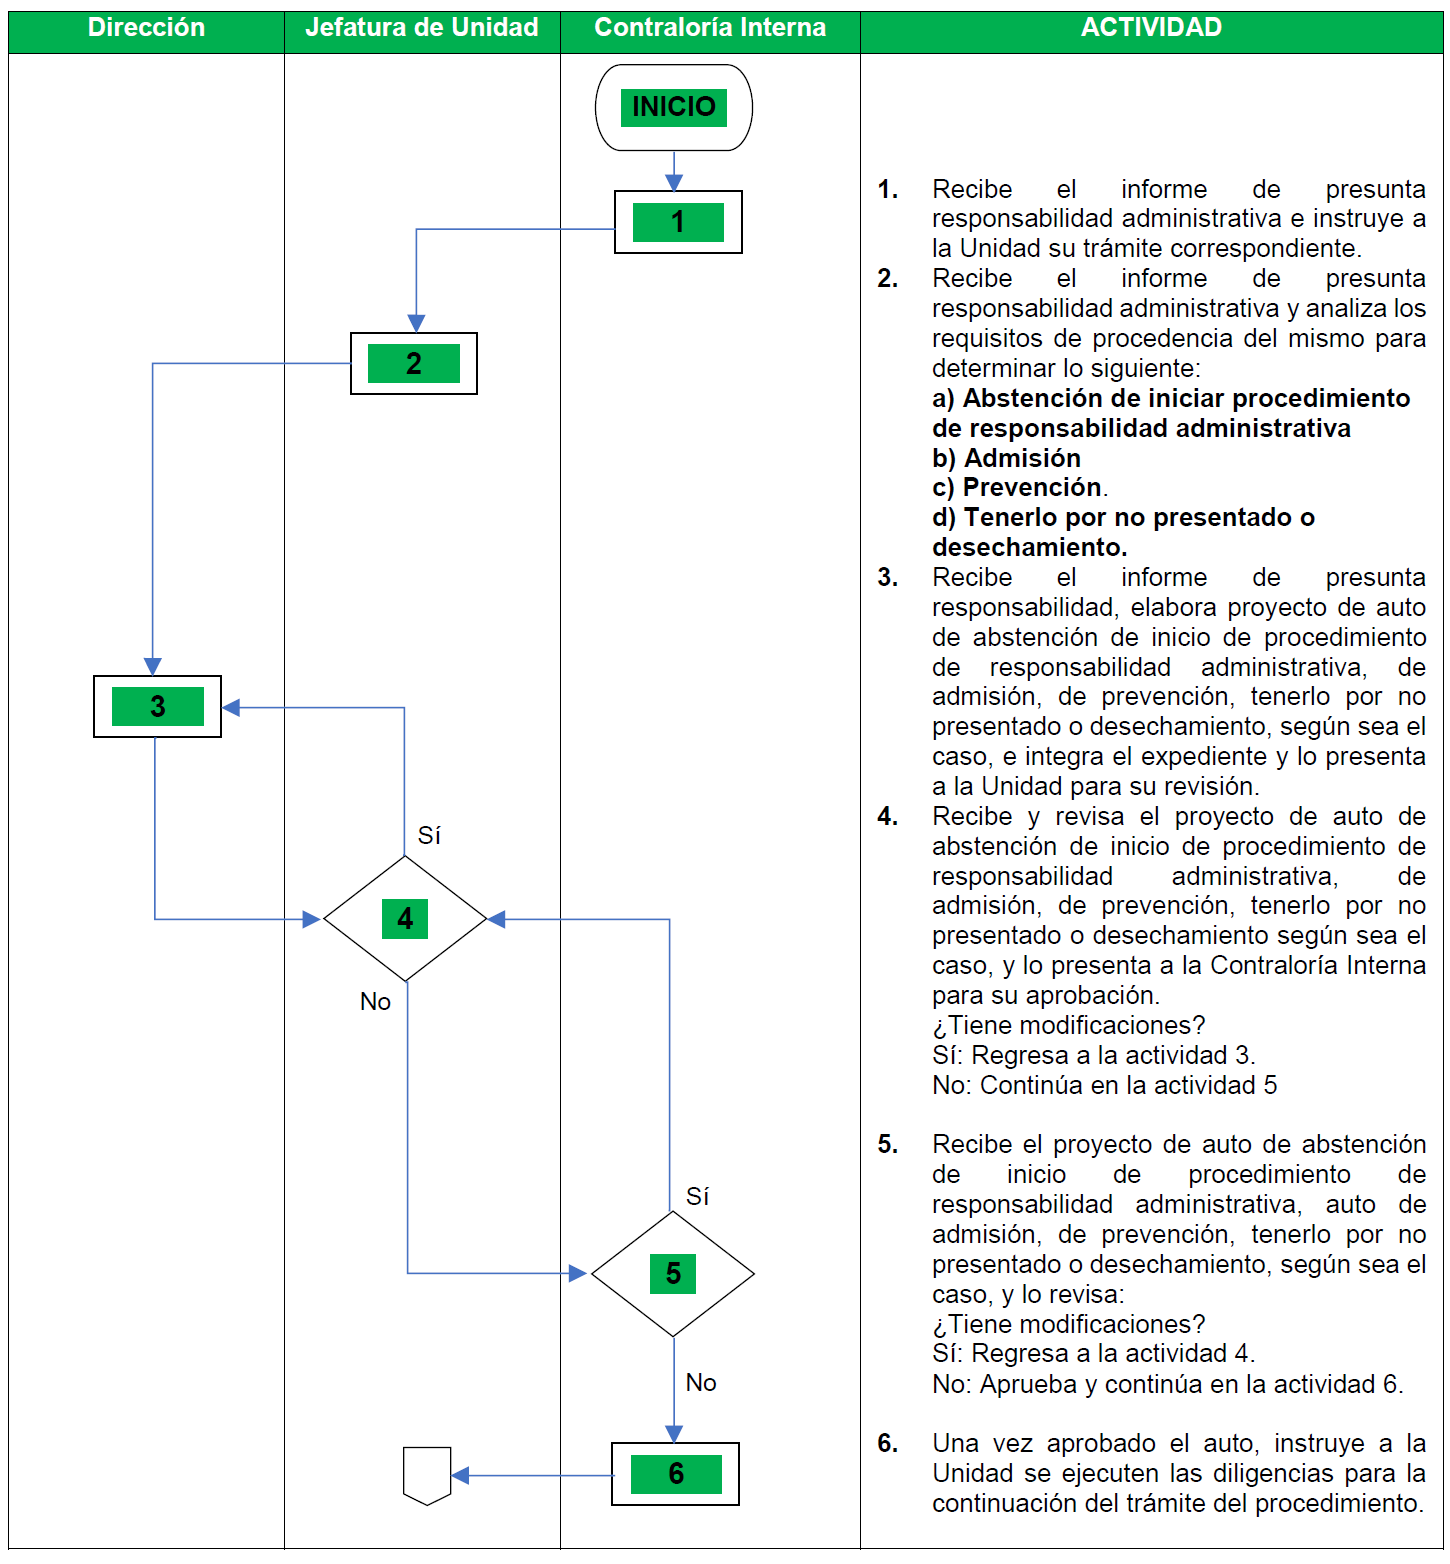 Dirección
Jefatura de Unidad
Contraloría Interna
ACTIVIDAD
INICIO
1
2
3
Sí
4
No
Sí
5
No
6
1. Recibe el informe de presunta
responsabilidad administrativa e instruye a
la Unidad su trámite correspondiente.
2. Recibe el informe de presunta
responsabilidad administrativa y analiza los
requisitos de procedencia del mismo para
determinar lo siguiente:
a) Abstención de iniciar procedimiento
de responsabilidad administrativa
b) Admisión
c) Prevención.
d) Tenerlo por no presentado o
desechamiento.
3. Recibe el informe de presunta
responsabilidad, elabora proyecto de auto
de abstención de inicio de procedimiento
de responsabilidad administrativa, de
admisión, de prevención, tenerlo por no
presentado o desechamiento, según sea el
caso, e integra el expediente y lo presenta
a la Unidad para su revisión.
4. Recibe y revisa el proyecto de auto de
abstención de inicio de procedimiento de
responsabilidad administrativa, de
admisión, de prevención, tenerlo por no
presentado o desechamiento según sea el
caso, y lo presenta a la Contraloría Interna
para su aprobación.
¿Tiene modificaciones?
Sí: Regresa a la actividad 3.
No: Continúa en la actividad 5
5. Recibe el proyecto de auto de abstención
de inicio de procedimiento de
responsabilidad administrativa, auto de
admisión, de prevención, tenerlo por no
presentado o desechamiento, según sea el
caso, y lo revisa:
¿Tiene modificaciones?
Sí: Regresa a la actividad 4.
No: Aprueba y continúa en la actividad 6.
6. Una vez aprobado el auto, instruye a la
Unidad se ejecuten las diligencias para la
continuación del trámite del procedimiento.